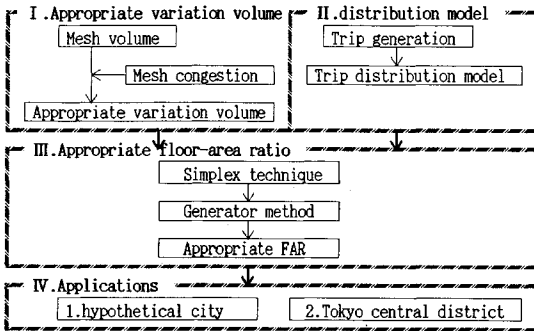 Ⅰ.Appropriate variation volume
Mesh volume
Mesh congestion
Appropriate variation volume
Ⅱ.distribution model
Trip generation
Trip distribution model
Ⅲ.Appropriate floor-area ratio
Simplex technique
Generator method
Appropriate FAR
Ⅳ.Applications
1.hypothetical city
2.Tokyo central district